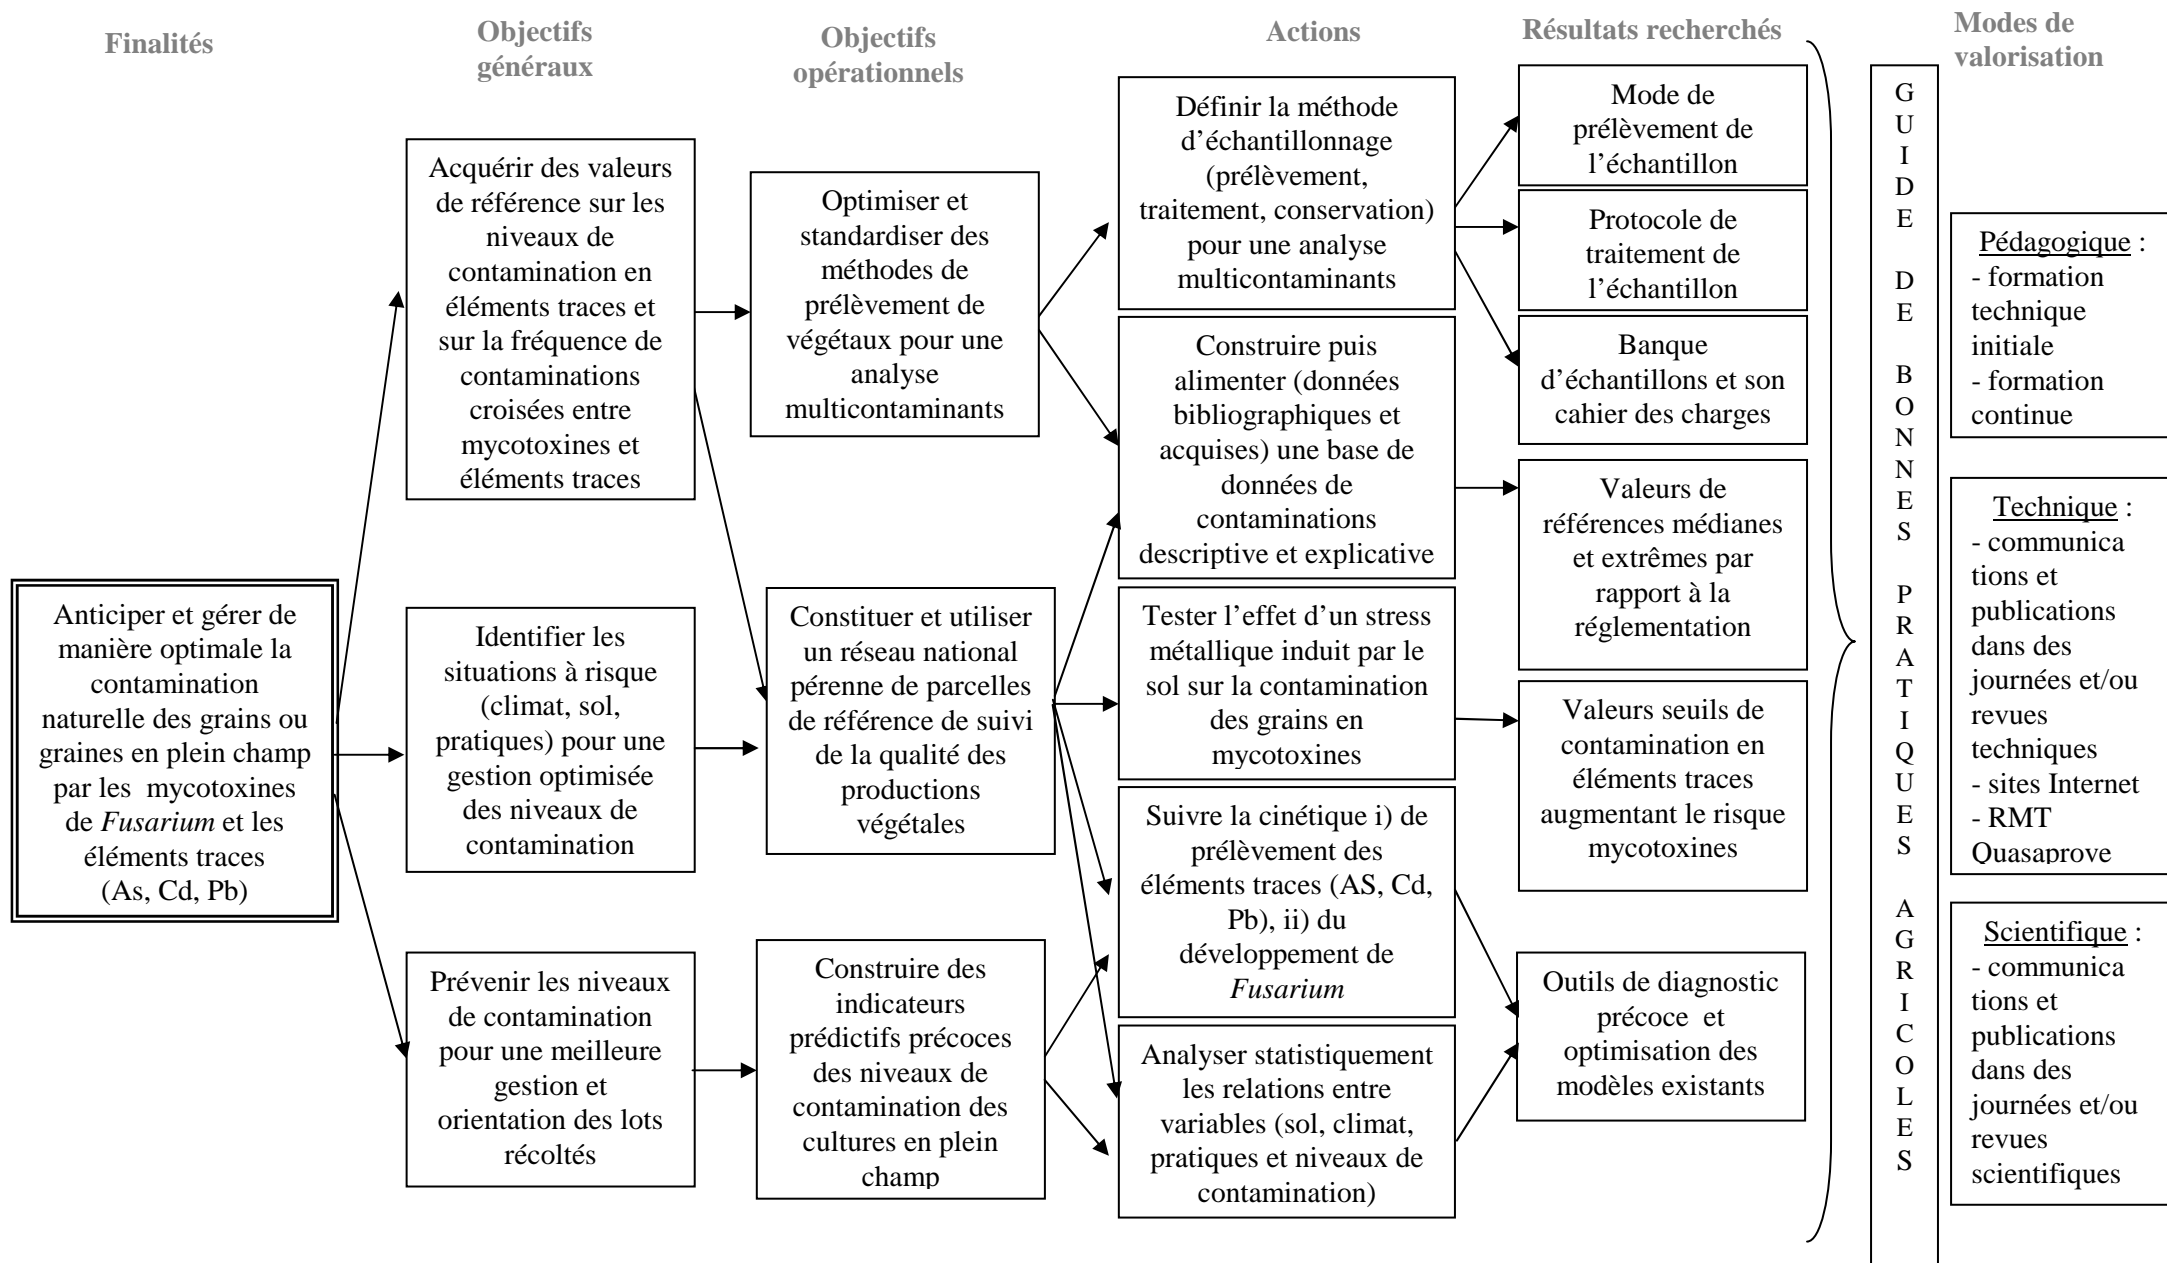 Finalités
Objectifs
généraux
Objectifs
opérationnels
Actions
Résultats recherchés
Modes de
valorisation
Anticiper et gérer de
manière optimale la
contamination
naturelle des grains ou
graines en plein champ
par les mycotoxines
de Fusarium et les
éléments traces
(As, Cd, Pb)
Acquérir des valeurs
de référence sur les
niveaux de
contamination en
éléments traces et
sur la fréquence de
contaminations
croisées entre
mycotoxines et
éléments traces
Identifier les
situations à risque
(climat, sol,
pratiques) pour une
gestion optimisée
des niveaux de
contamination
Prévenir les niveaux
de contamination
pour une meilleure
gestion et
orientation des lots
récoltés
Optimiser et
standardiser des
méthodes de
prélèvement de
végétaux pour une
analyse
multicontaminants
Constituer et utiliser
un réseau national
pérenne de parcelles
de référence de suivi
de la qualité des
productions
végétales
Construire des
indicateurs
prédictifs précoces
des niveaux de
contamination des
cultures en plein
champ
Définir la méthode
d’échantillonnage
(prélèvement,
traitement, conservation)
pour une analyse
multicontaminants
Construire puis
alimenter (données
bibliographiques et
acquises) une base de
données de
contaminations
descriptive et explicative
Tester l’effet d’un stress
métallique induit par le
sol sur la contamination
des grains en
mycotoxines
Suivre la cinétique i) de
prélèvement des
éléments traces (AS, Cd,
Pb), ii) du
développement de
Fusarium
Analyser statistiquement
les relations entre
variables (sol, climat,
pratiques et niveaux de
contamination)
Mode de
prélèvement de
l’échantillon
Protocole de
traitement de
l’échantillon
Banque
d’échantillons et son
cahier des charges
Valeurs de
références médianes
et extrêmes par
rapport à la
réglementation
Valeurs seuils de
contamination en
éléments traces
augmentant le risque
mycotoxines
Outils de diagnostic
précoce et
optimisation des
modèles existants
GUIDE DE BONNES PRATIQUES AGRICOLES
Pédagogique :
- formation
technique
initiale
- formation
continue
Technique :
- communica
tions et
publications
dans des
journées et/ou
revues
techniques
- sites Internet
- RMT
Quasaprove
Scientifique :
- communica
tions et
publications
dans des
journées et/ou
revues
scientifiques